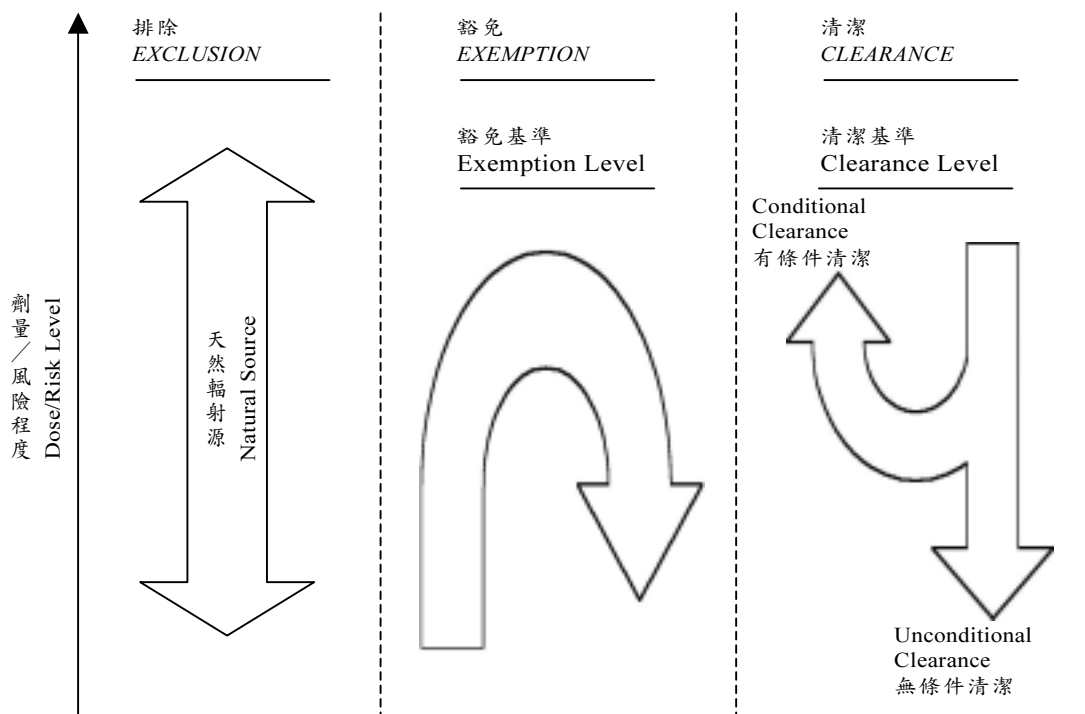 排除
EXCLUSION
豁免
EXEMPTION
清潔
CLEARANCE
豁免基準
Exemption Level
清潔基準
Clearance Level
Conditional
Clearance
有條件清潔
劑量／風險程度
Dose/Risk Level
天然輻射源
Natural Source
Unconditional
Clearance
無條件清潔